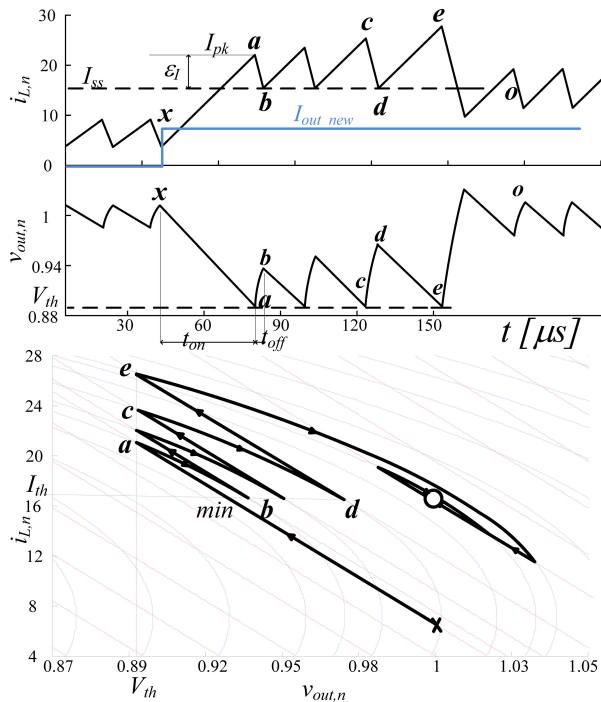 30
I_pk
a
c
e
20
ε_I
I_ss
i_L,n
b
d
o
10
x
I_out new
0
x
o
1
v_out,n
d
b
0.94
c
V_th
a
e
0.88
30
60
90
120
150
t [μs]
t_on
t_off
28
e
24
c
a
20
I_th
i_L,n
16
min
b
d
12
8
x
4
0.87
0.89
0.92
0.95
0.98
1
1.03
1.05
V_th
v_out,n